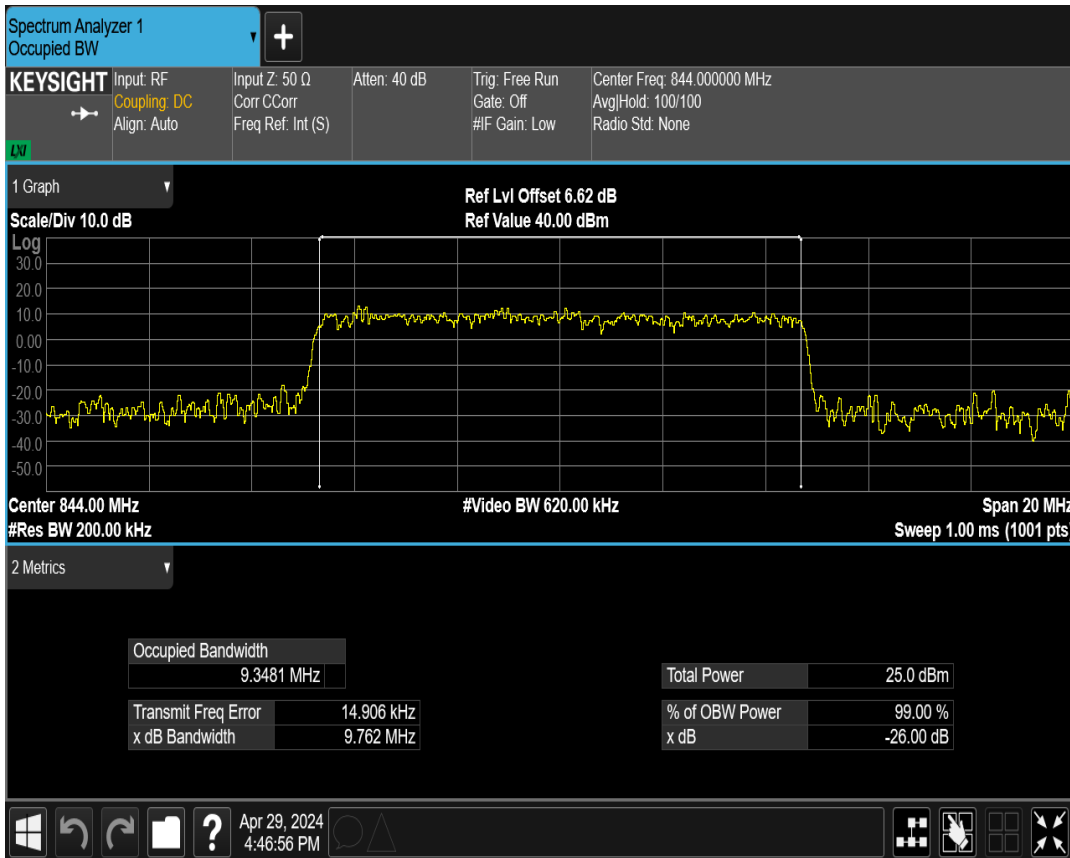 Spectrum Analyzer 1
Occupied BW
KEYSIGHT
Input: RF
Coupling: DC
Align: Auto
Input Z: 50 Ω
Corr CCorr
Freq Ref: Int (S)
Atten: 40 dB
Trig: Free Run
Gate: Off
#IF Gain: Low
Center Freq: 844.000000 MHz
Avg|Hold: 100/100
Radio Std: None
LXI
1 Graph
Scale/Div 10.0 dB
Ref Lvl Offset 6.62 dB
Ref Value 40.00 dBm
Log
30.0
20.0
10.0
0.00
-10.0
-20.0
-30.0
-40.0
-50.0
Center 844.00 MHz
#Video BW 620.00 kHz
Span 20 MHz
#Res BW 200.00 kHz
Sweep 1.00 ms (1001 pts)
2 Metrics
Occupied Bandwidth
9.3481 MHz
Total Power 25.0 dBm
Transmit Freq Error 14.906 kHz
% of OBW Power 99.00 %
x dB Bandwidth 9.762 MHz
x dB -26.00 dB
?
Apr 29, 2024
4:46:56 PM